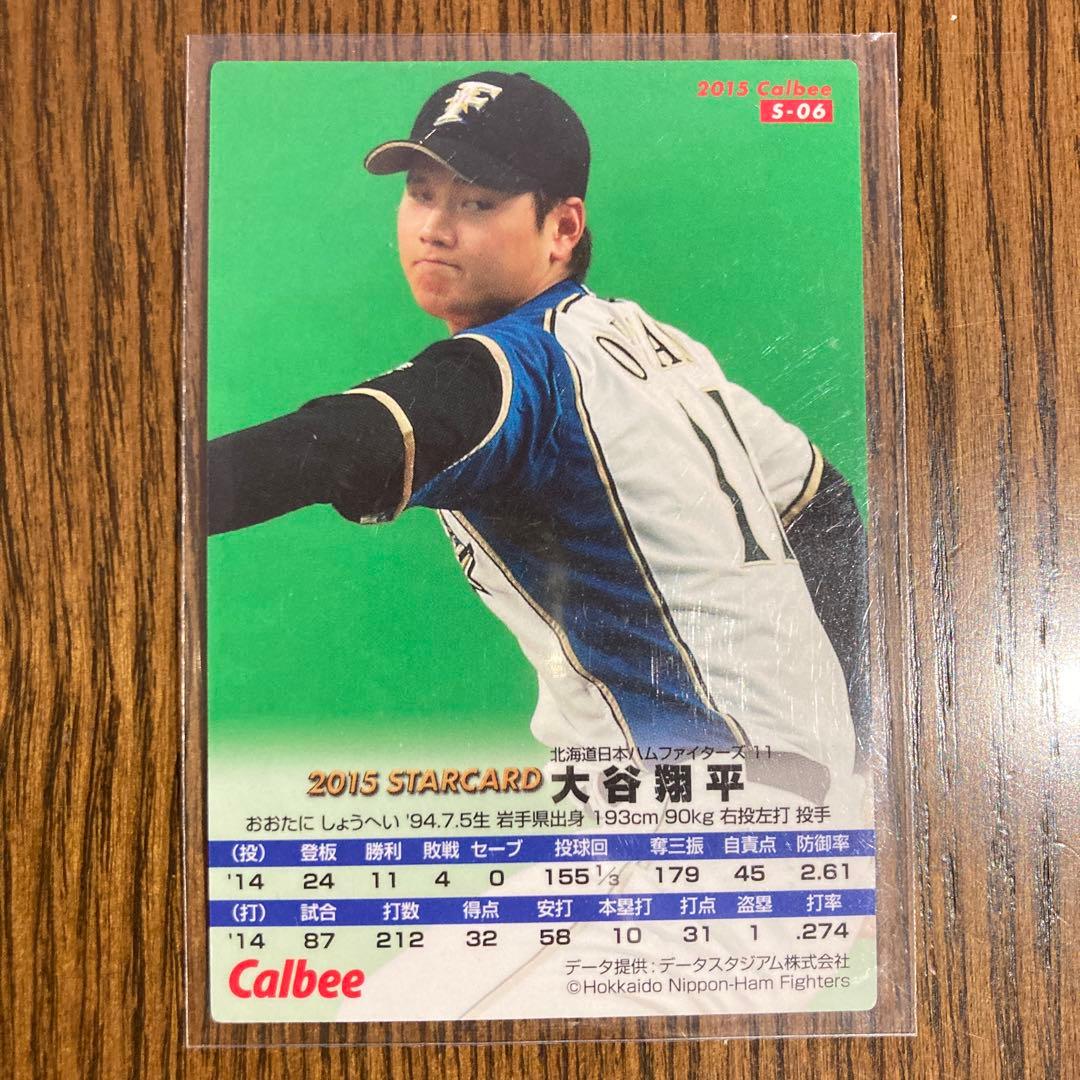 2015 Calbee
S-06
F
OYA
11
北海道日本ハムファイターズ 11
2015 STARCARD 大谷翔平
おおたに しょうへい '94.7.5生 岩手県出身 193cm 90kg 右投左打 投手
(投) 登板 勝利 敗戦 セーブ 投球回 奪三振 自責点 防御率
'14 24 11 4 0 155 1/3 179 45 2.61
(打) 試合 打数 得点 安打 本塁打 打点 盗塁 打率
'14 87 212 32 58 10 31 1 .274
Calbee
データ提供:データスタジアム株式会社
©Hokkaido Nippon-Ham Fighters